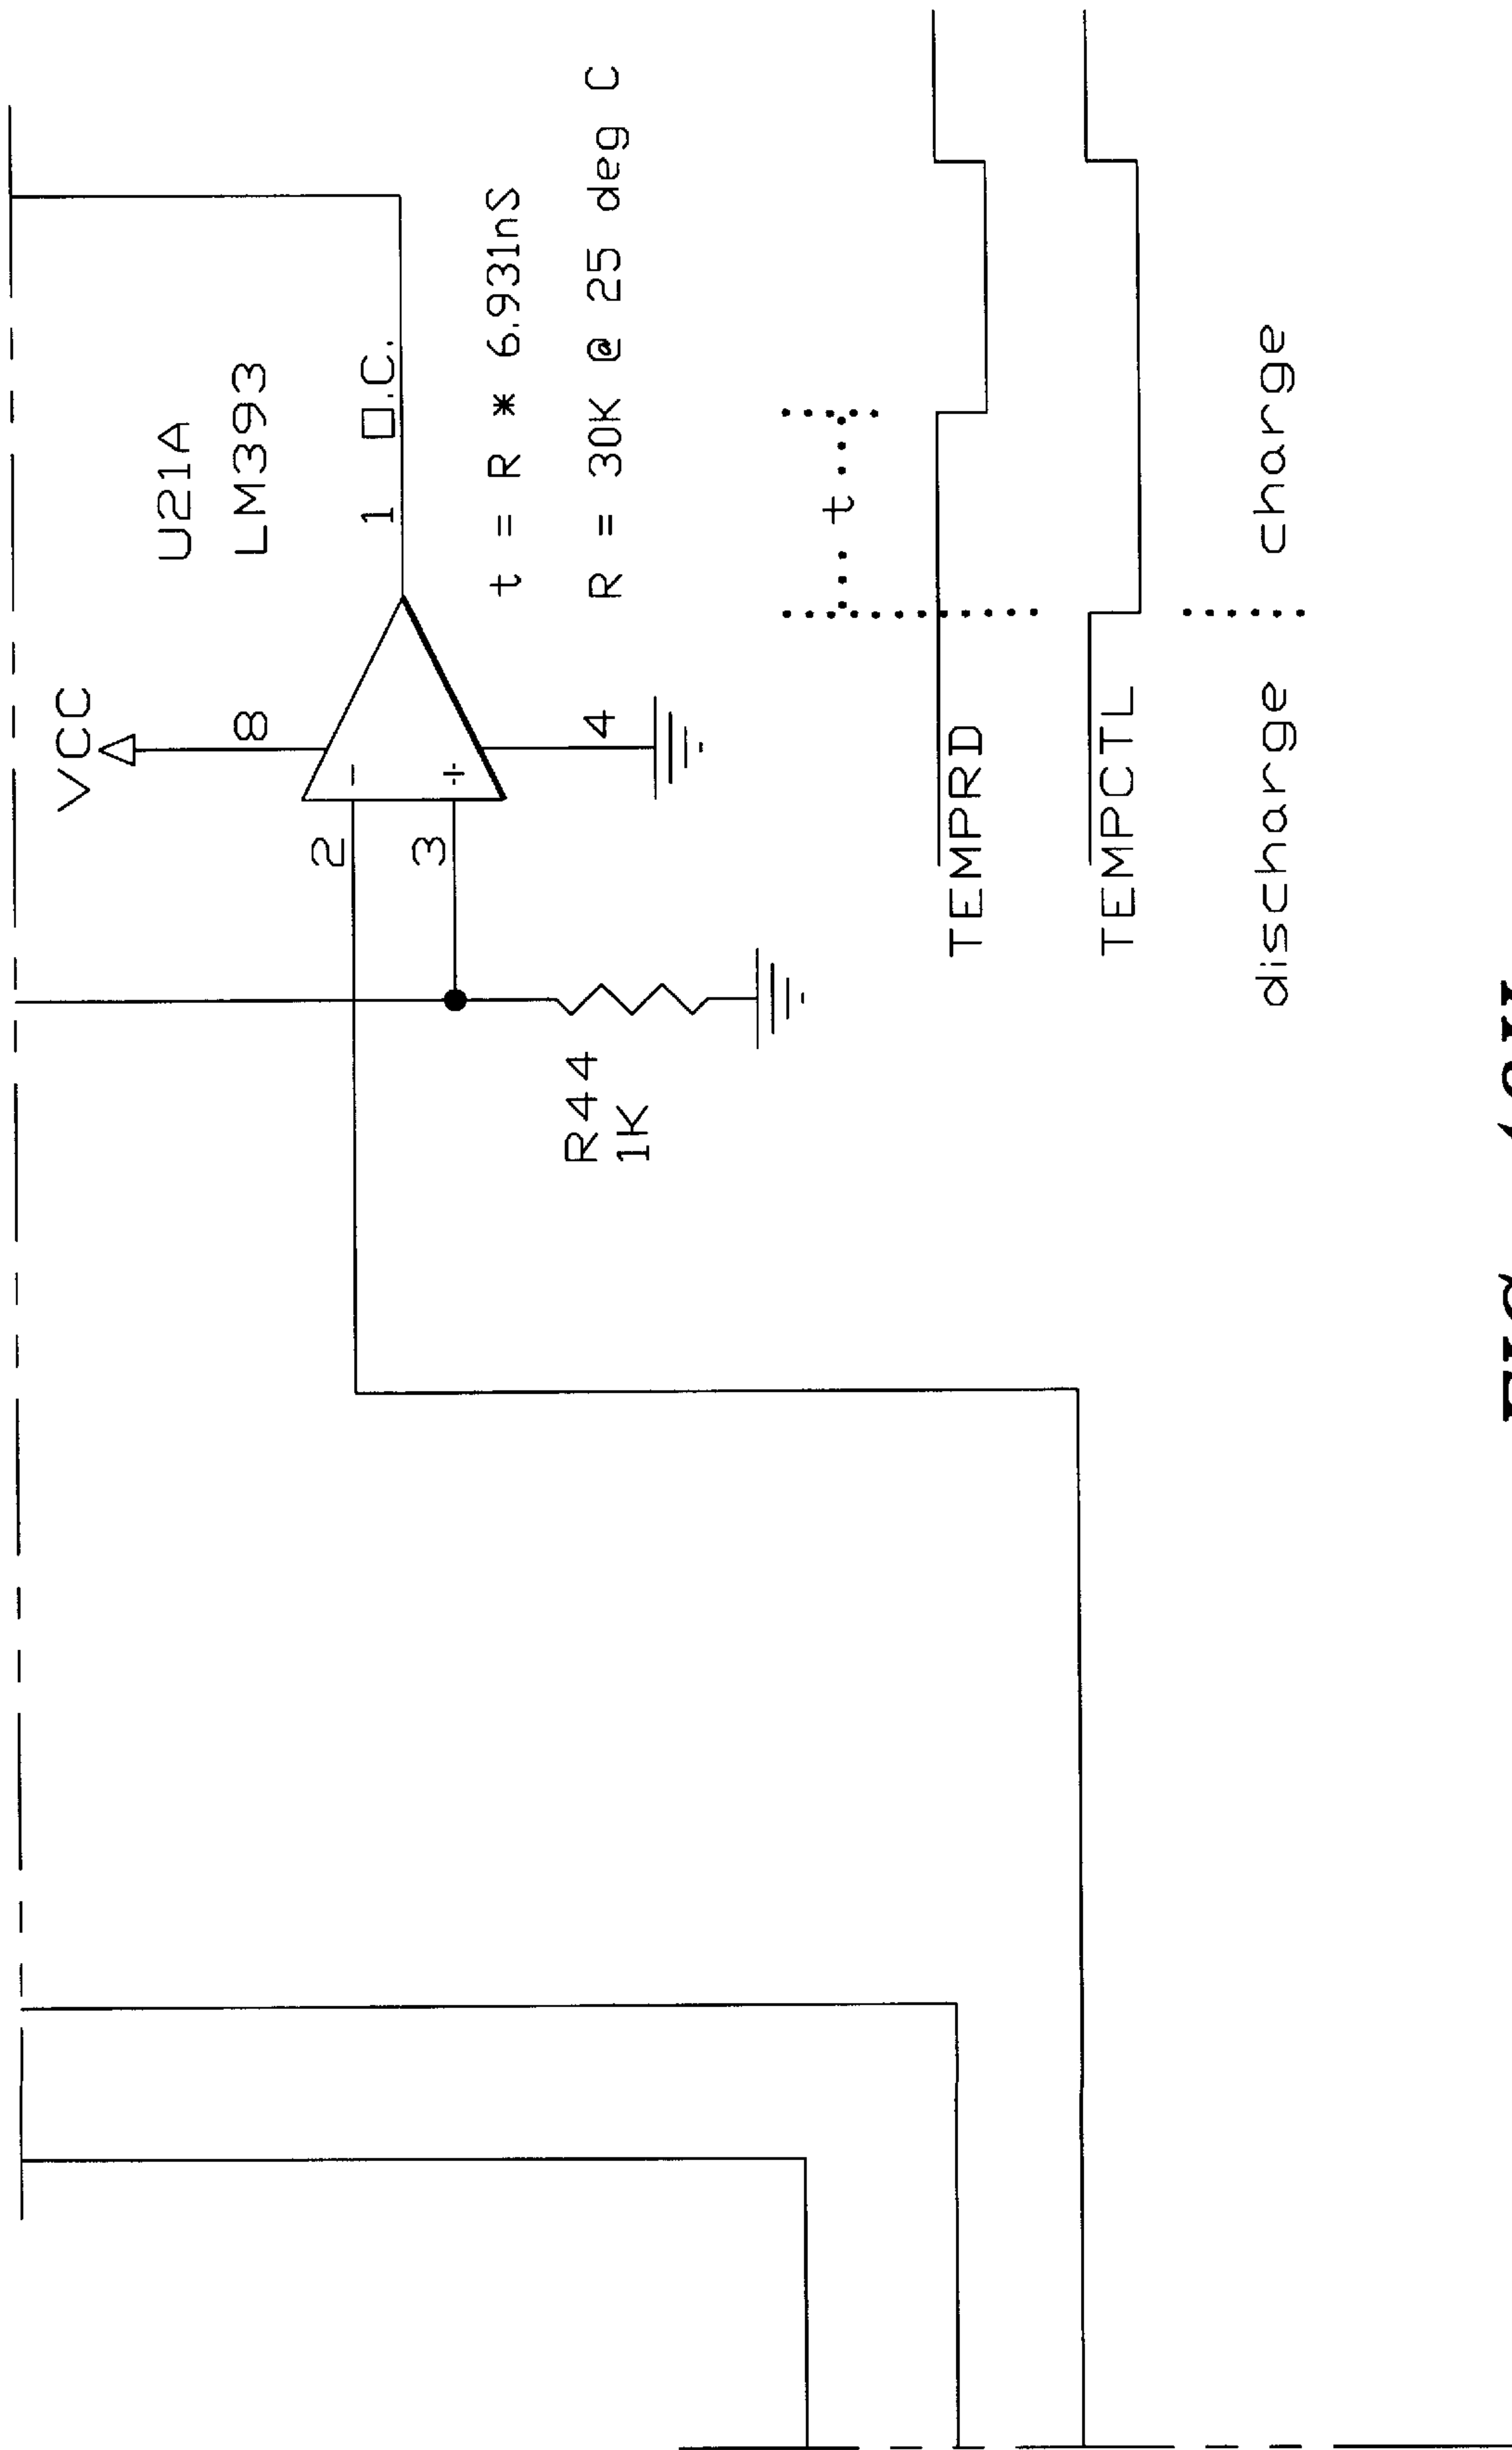 VCC
U21A
LM393
8
2
1 O.C.
3
4
t = R * 6.931nS
R = 30K @ 25 deg C
R44
1K
t
TEMPRD
TEMPCTL
discharge
charge